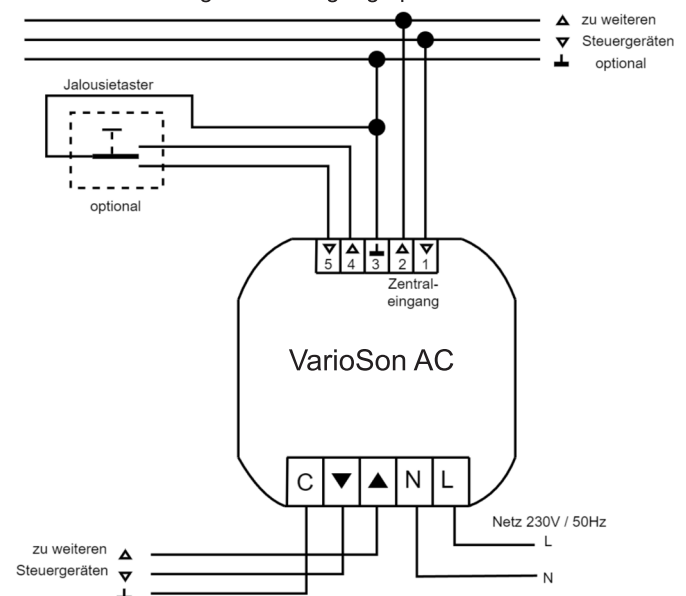 zu weiteren
Steuergeräten
optional
Jalousietaster
optional
5 4 3 2 1
Zentral-
eingang
VarioSon AC
C N L
Netz 230V / 50Hz
L
N
zu weiteren
Steuergeräten